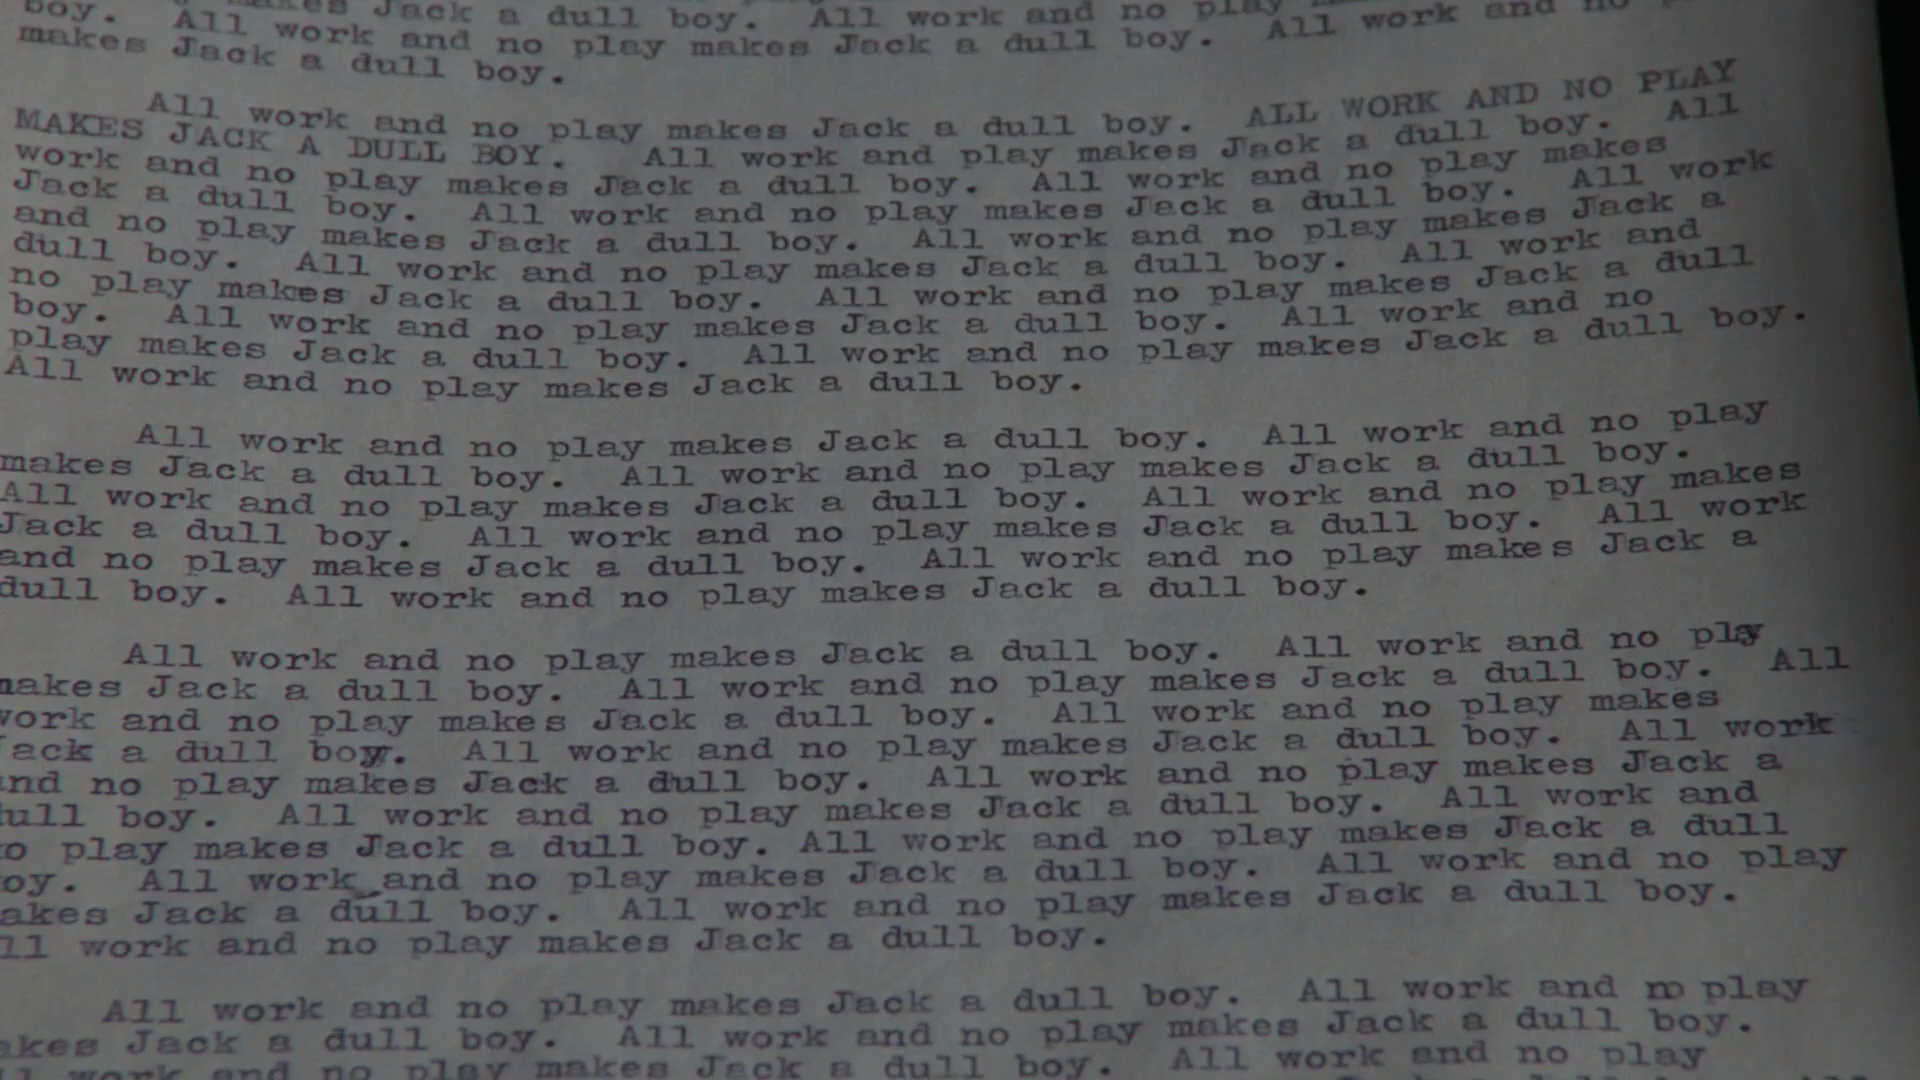 boy. All work and no play makes Jack a dull boy. All work and no play
makes Jack a dull boy.
All work and no play makes Jack a dull boy. ALL WORK AND NO PLAY
MAKES JACK A DULL BOY. All work and play makes Jack a dull boy. All
work and no play makes Jack a dull boy. All work and no play makes
Jack a dull boy. All work and no play makes Jack a dull boy. All work
and no play makes Jack a dull boy. All work and no play makes Jack a
dull boy. All work and no play makes Jack a dull boy. All work and
no play makes Jack a dull boy. All work and no play makes Jack a dull
boy. All work and no play makes Jack a dull boy. All work and no
play makes Jack a dull boy. All work and no play makes Jack a dull boy.
All work and no play makes Jack a dull boy.
All work and no play makes Jack a dull boy. All work and no play
makes Jack a dull boy. All work and no play makes Jack a dull boy.
All work and no play makes Jack a dull boy. All work and no play makes
Jack a dull boy. All work and no play makes Jack a dull boy. All work
and no play makes Jack a dull boy. All work and no play makes Jack a
dull boy. All work and no play makes Jack a dull boy.
All work and no play makes Jack a dull boy. All work and no play
makes Jack a dull boy. All work and no play makes Jack a dull boy. All
work and no play makes Jack a dull boy. All work and no play makes
ack a dull boy. All work and no play makes Jack a dull boy. All work
nd no play makes Jack a dull boy. All work and no play makes Jack a
ull boy. All work and no play makes Jack a dull boy. All work and
o play makes Jack a dull boy. All work and no play makes Jack a dull
oy. All work and no play makes Jack a dull boy. All work and no play
akes Jack a dull boy. All work and no play makes Jack a dull boy.
ll work and no play makes Jack a dull boy.
All work and no play makes Jack a dull boy. All work and no play
akes Jack a dull boy. All work and no play makes Jack a dull boy.
ll work and no play makes Jack a dull boy. All work and no play